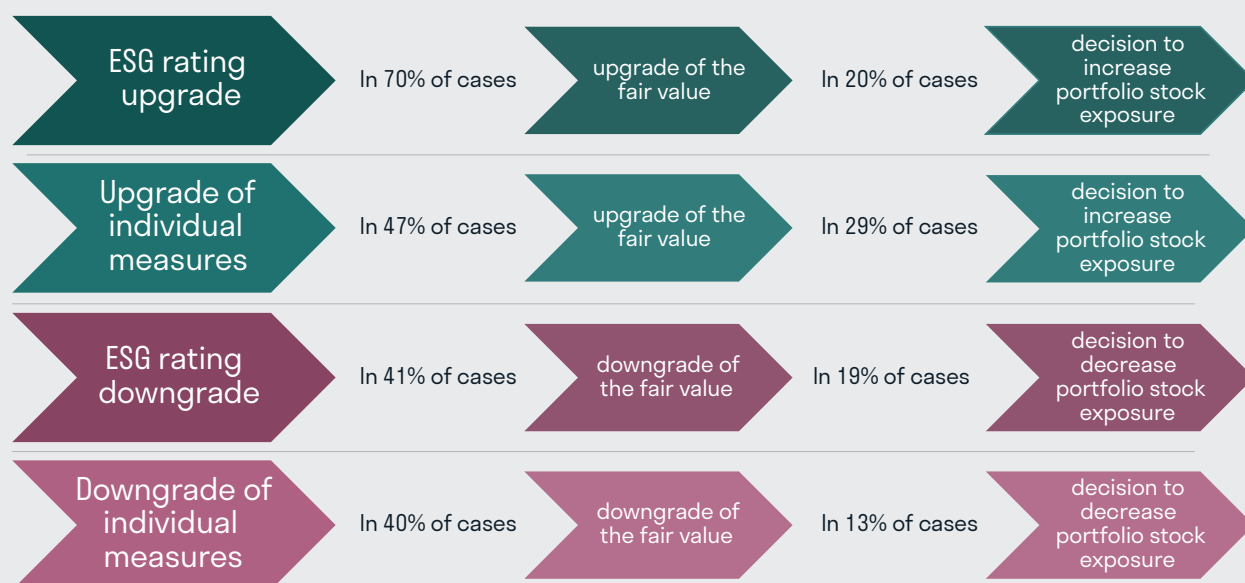 ESG rating
upgrade
In 70% of cases
upgrade of the
fair value
In 20% of cases
decision to
increase
portfolio stock
exposure
Upgrade of
individual
measures
In 47% of cases
upgrade of the
fair value
In 29% of cases
decision to
increase
portfolio stock
exposure
ESG rating
downgrade
In 41% of cases
downgrade of
the fair value
In 19% of cases
decision to
decrease
portfolio stock
exposure
Downgrade of
individual
measures
In 40% of cases
downgrade of
the fair value
In 13% of cases
decision to
decrease
portfolio stock
exposure